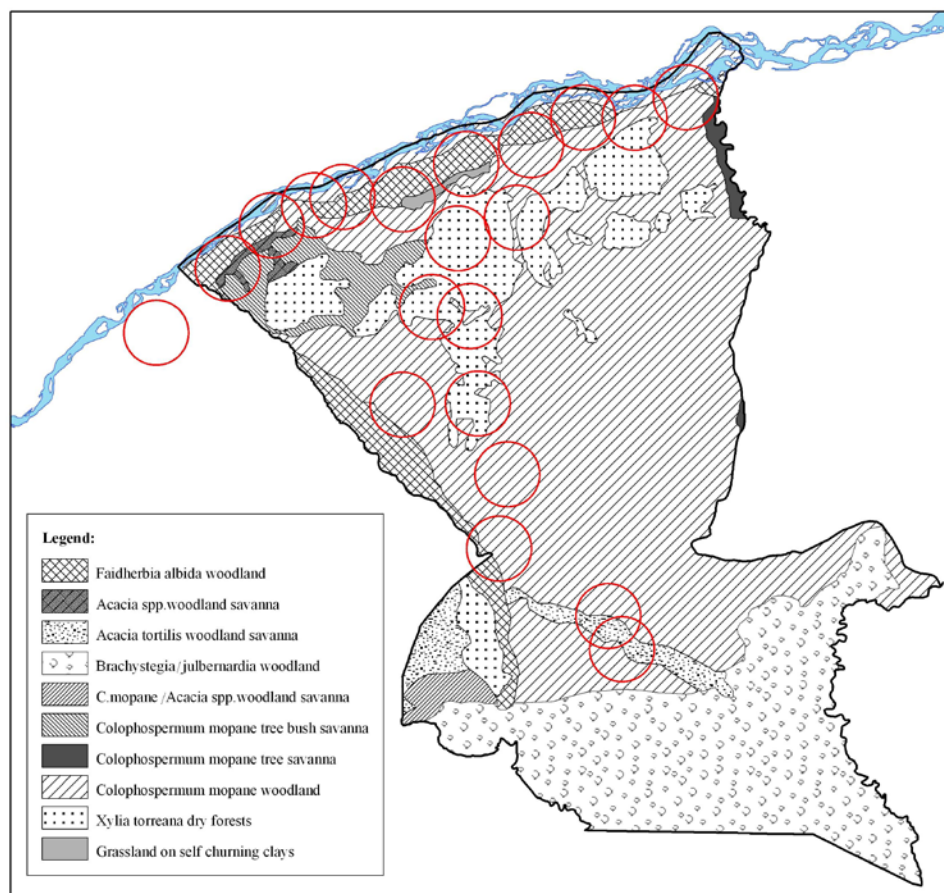 Legend:
Faidherbia albida woodland
Acacia spp.woodland savanna
Acacia tortilis woodland savanna
Brachystegia/julbernardia woodland
C.mopane /Acacia spp.woodland savanna
Colophospermum mopane tree bush savanna
Colophospermum mopane tree savanna
Colophospermum mopane woodland
Xylia torreana dry forests
Grassland on self churning clays